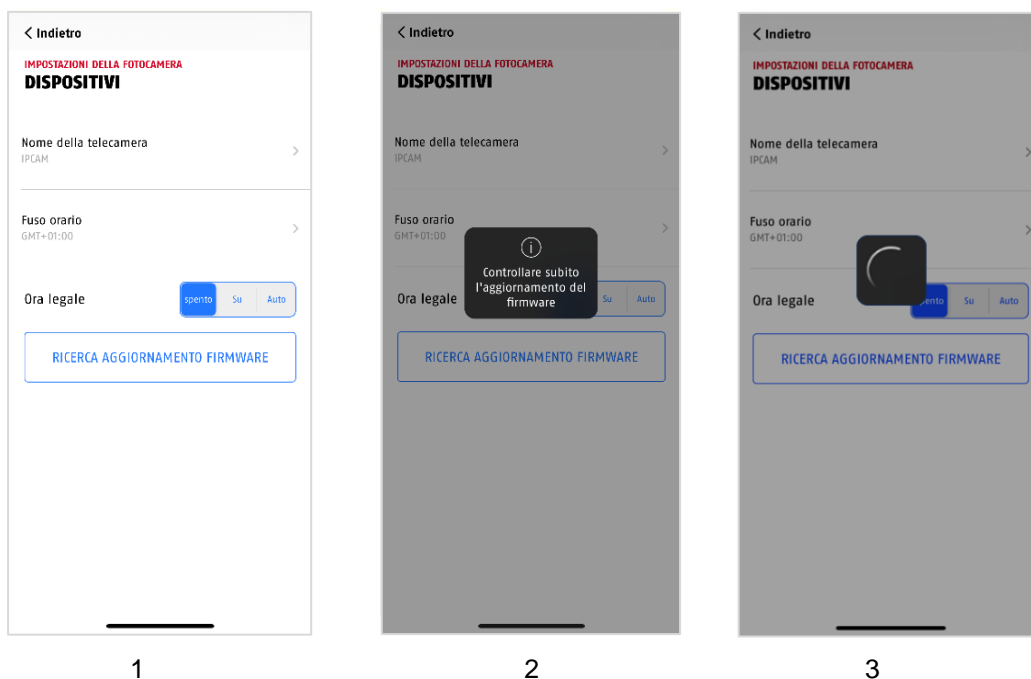 < Indietro
IMPOSTAZIONI DELLA FOTOCAMERA
DISPOSITIVI
Nome della telecamera
IPCAM
Fuso orario
GMT+01:00
Ora legale
spento Su Auto
RICERCA AGGIORNAMENTO FIRMWARE
1
< Indietro
IMPOSTAZIONI DELLA FOTOCAMERA
DISPOSITIVI
Nome della telecamera
IPCAM
Fuso orario
GMT+01:00
Controllare subito
l'aggiornamento del
firmware
Ora legale
Su Auto
RICERCA AGGIORNAMENTO FIRMWARE
2
< Indietro
IMPOSTAZIONI DELLA FOTOCAMERA
DISPOSITIVI
Nome della telecamera
IPCAM
Fuso orario
GMT+01:00
Ora legale
ento Su Auto
RICERCA AGGIORNAMENTO FIRMWARE
3